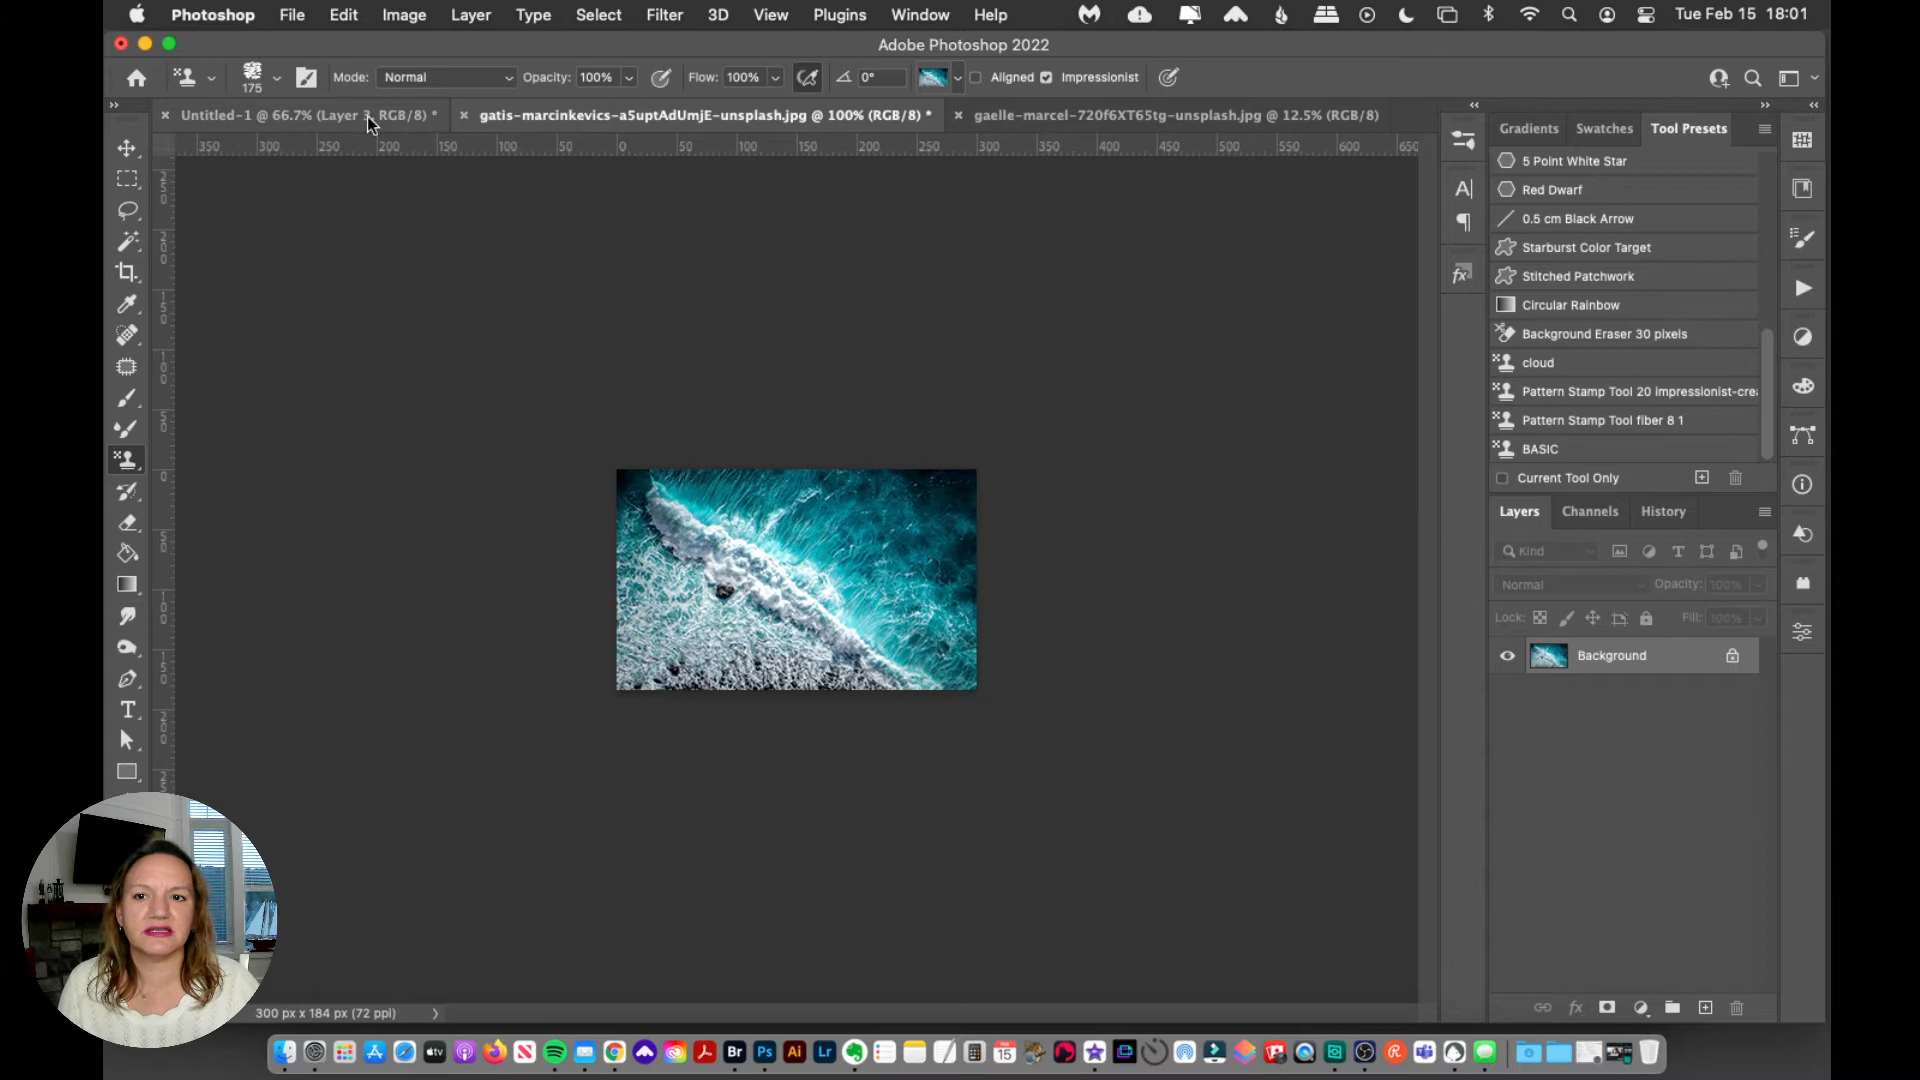 Photoshop File Edit Image Layer Type Select Filter 3D View Plugins Window Help Tue Feb 15 18:01
Adobe Photoshop 2022
175 Mode: Normal Opacity: 100% Flow: 100% 0° Aligned Impressionist
Untitled-1 @ 66.7% (Layer 3, RGB/8) * gatis-marcinkevics-a5uptAdUmjE-unsplash.jpg @ 100% (RGB/8) * gaelle-marcel-720f6XT65tg-unsplash.jpg @ 12.5% (RGB/8)
350 300 250 200 150 100 50 0 50 100 150 200 250 300 350 400 450 500 550 600 650
Gradients Swatches Tool Presets
5 Point White Star
Red Dwarf
0.5 cm Black Arrow
Starburst Color Target
Stitched Patchwork
Circular Rainbow
Background Eraser 30 pixels
cloud
Pattern Stamp Tool 20 impressionist-crea
Pattern Stamp Tool fiber 8 1
BASIC
Current Tool Only
Layers Channels History
Kind
Normal Opacity: 100%
Lock: Fill: 100%
Background
300 px x 184 px (72 ppi)